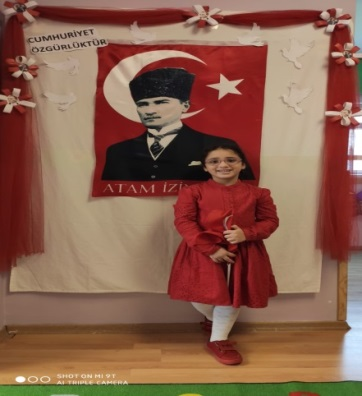 CUMHURİYET
ÖZGÜRLÜKTÜR
ATAM
SHOT ON MI 9T
AI TRIPLE CAMERA